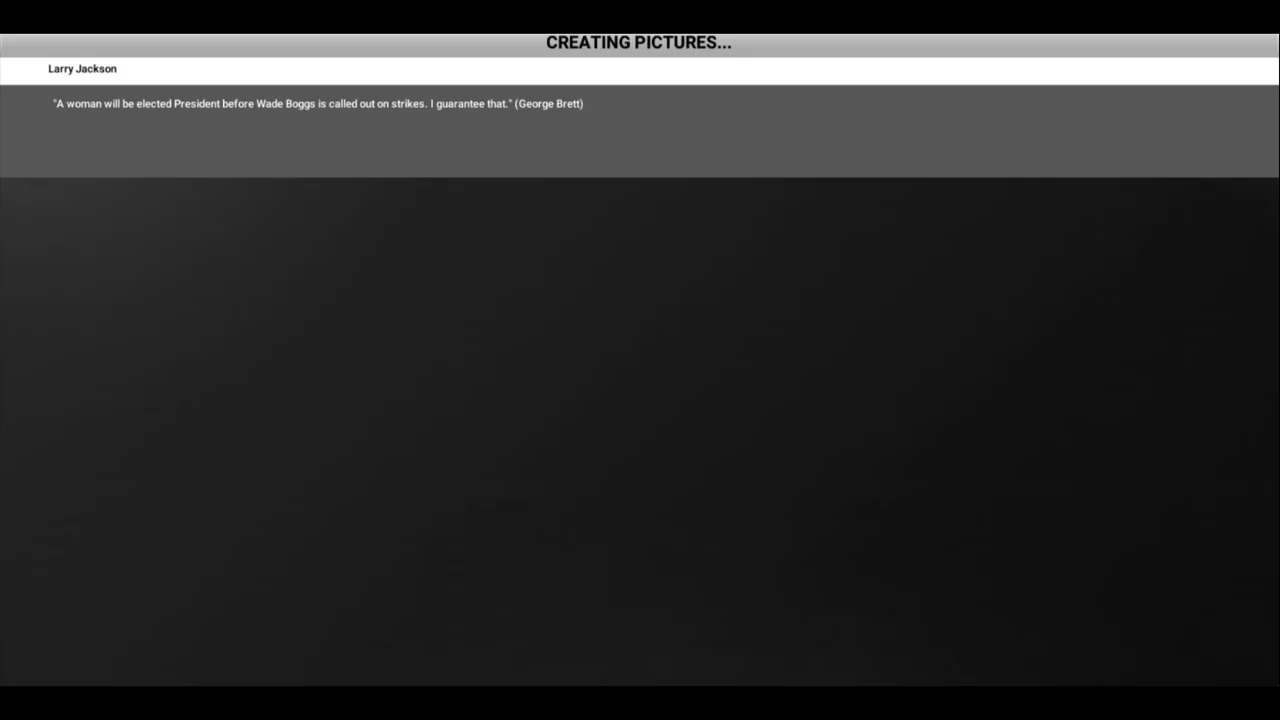 CREATING PICTURES...
Larry Jackson
"A woman will be elected President before Wade Boggs is called out on strikes. I guarantee that." (George Brett)